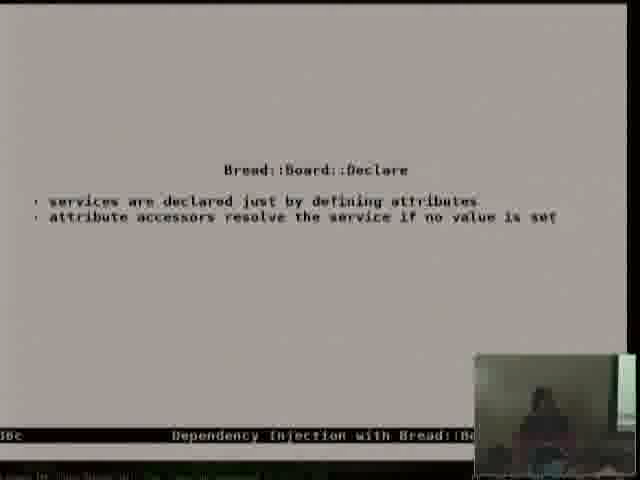 Bread::Board::Declare
· services are declared just by defining attributes
· attribute accessors resolve the service if no value is set
Dependency Injection with Bread::Bo